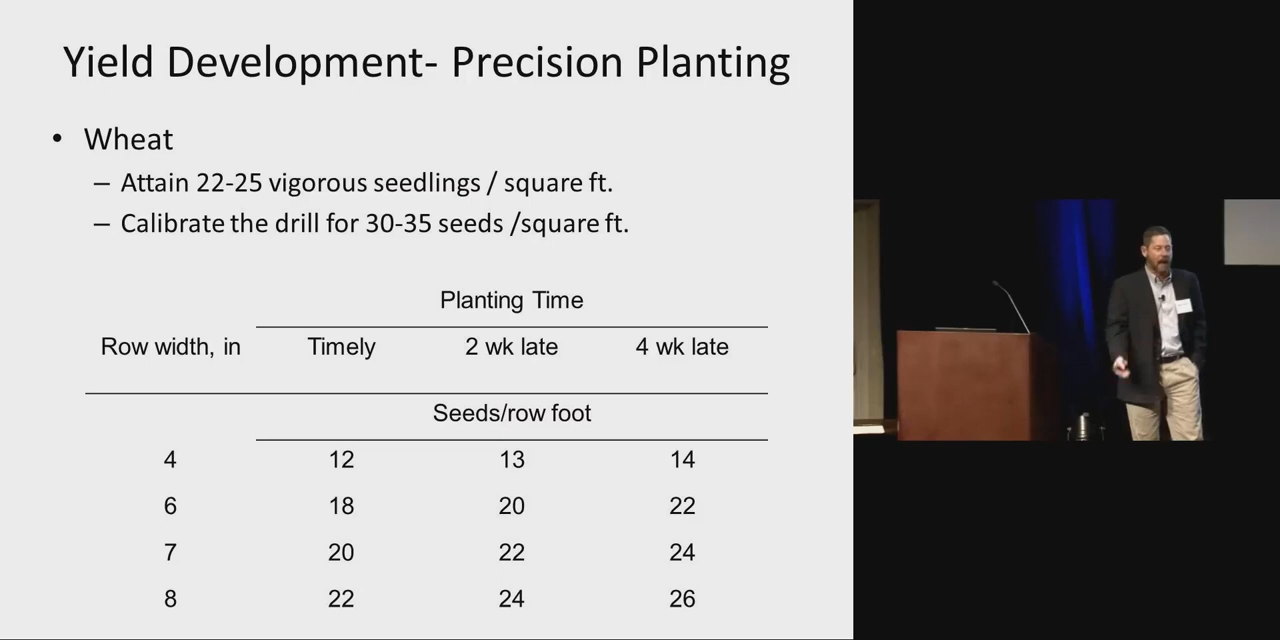 Yield Development- Precision Planting
• Wheat
– Attain 22-25 vigorous seedlings / square ft.
– Calibrate the drill for 30-35 seeds /square ft.
Planting Time
Row width, in Timely 2 wk late 4 wk late
Seeds/row foot
4 12 13 14
6 18 20 22
7 20 22 24
8 22 24 26